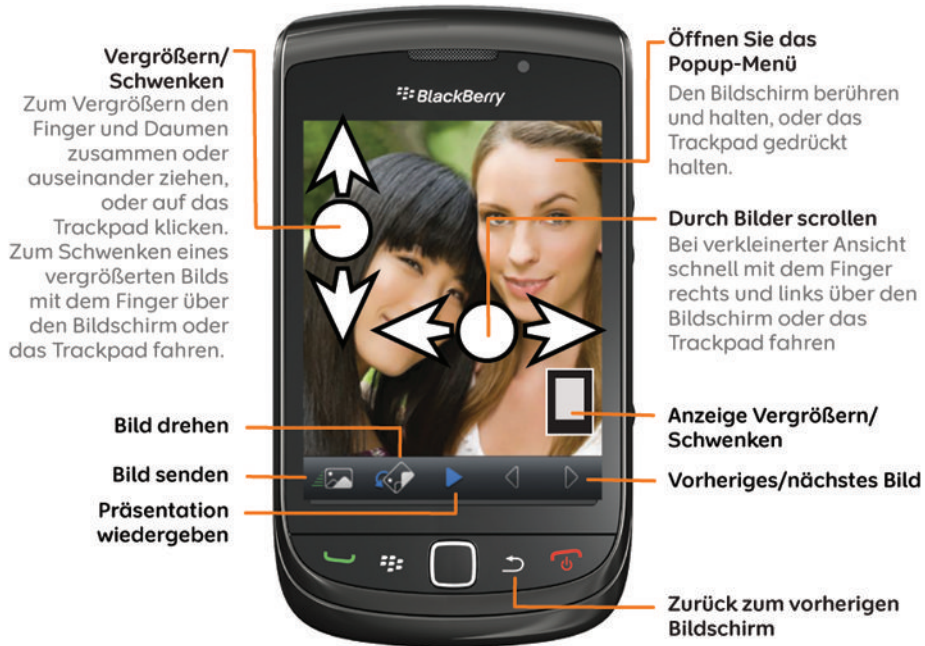 Vergrößern/
Schwenken
Zum Vergrößern den
Finger und Daumen
zusammen oder
auseinander ziehen,
oder auf das
Trackpad klicken.
Zum Schwenken eines
vergrößerten Bilds
mit dem Finger über
den Bildschirm oder
das Trackpad fahren.
Bild drehen
Bild senden
Präsentation
wiedergeben
BlackBerry
Öffnen Sie das
Popup-Menü
Den Bildschirm berühren
und halten, oder das
Trackpad gedrückt
halten.
Durch Bilder scrollen
Bei verkleinerter Ansicht
schnell mit dem Finger
rechts und links über den
Bildschirm oder das
Trackpad fahren
Anzeige Vergrößern/
Schwenken
Vorheriges/nächstes Bild
Zurück zum vorherigen
Bildschirm